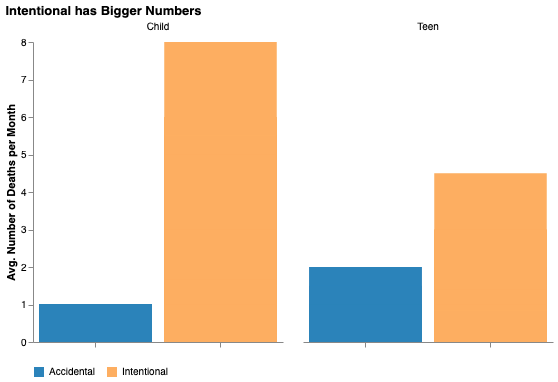 Intentional has Bigger Numbers
Child
Teen
Avg. Number of Deaths per Month
8
7
6
5
4
3
2
1
0
Accidental
Intentional